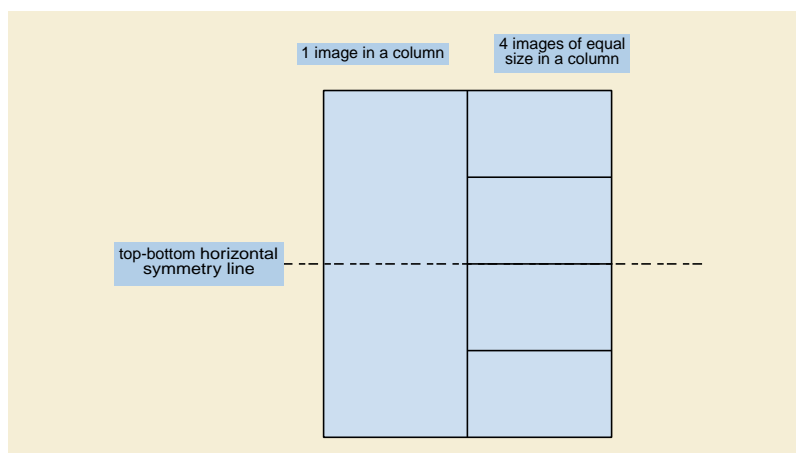 1 image in a column
4 images of equal
size in a column
top-bottom horizontal
symmetry line